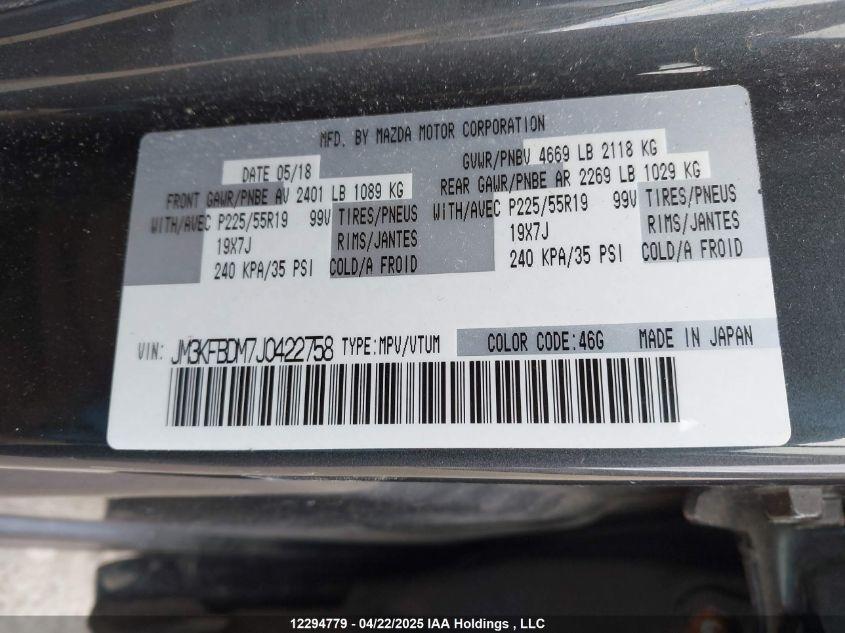 MFD. BY MAZDA MOTOR CORPORATION
DATE 05/18 GVWR/PNBV 4669 LB 2118 KG
FRONT GAWR/PNBE AV 2401 LB 1089 KG REAR GAWR/PNBE AR 2269 LB 1029 KG
WITH/AVEC P225/55R19 99V TIRES/PNEUS WITH/AVEC P225/55R19 99V TIRES/PNEUS
19X7J RIMS/JANTES 19X7J RIMS/JANTES
240 KPA/35 PSI COLD/A FROID 240 KPA/35 PSI COLD/A FROID
VIN: JM3KFBDM7J0422758 TYPE:MPV/VTUM COLOR CODE:46G MADE IN JAPAN
12294779 - 04/22/2025 IAA Holdings , LLC